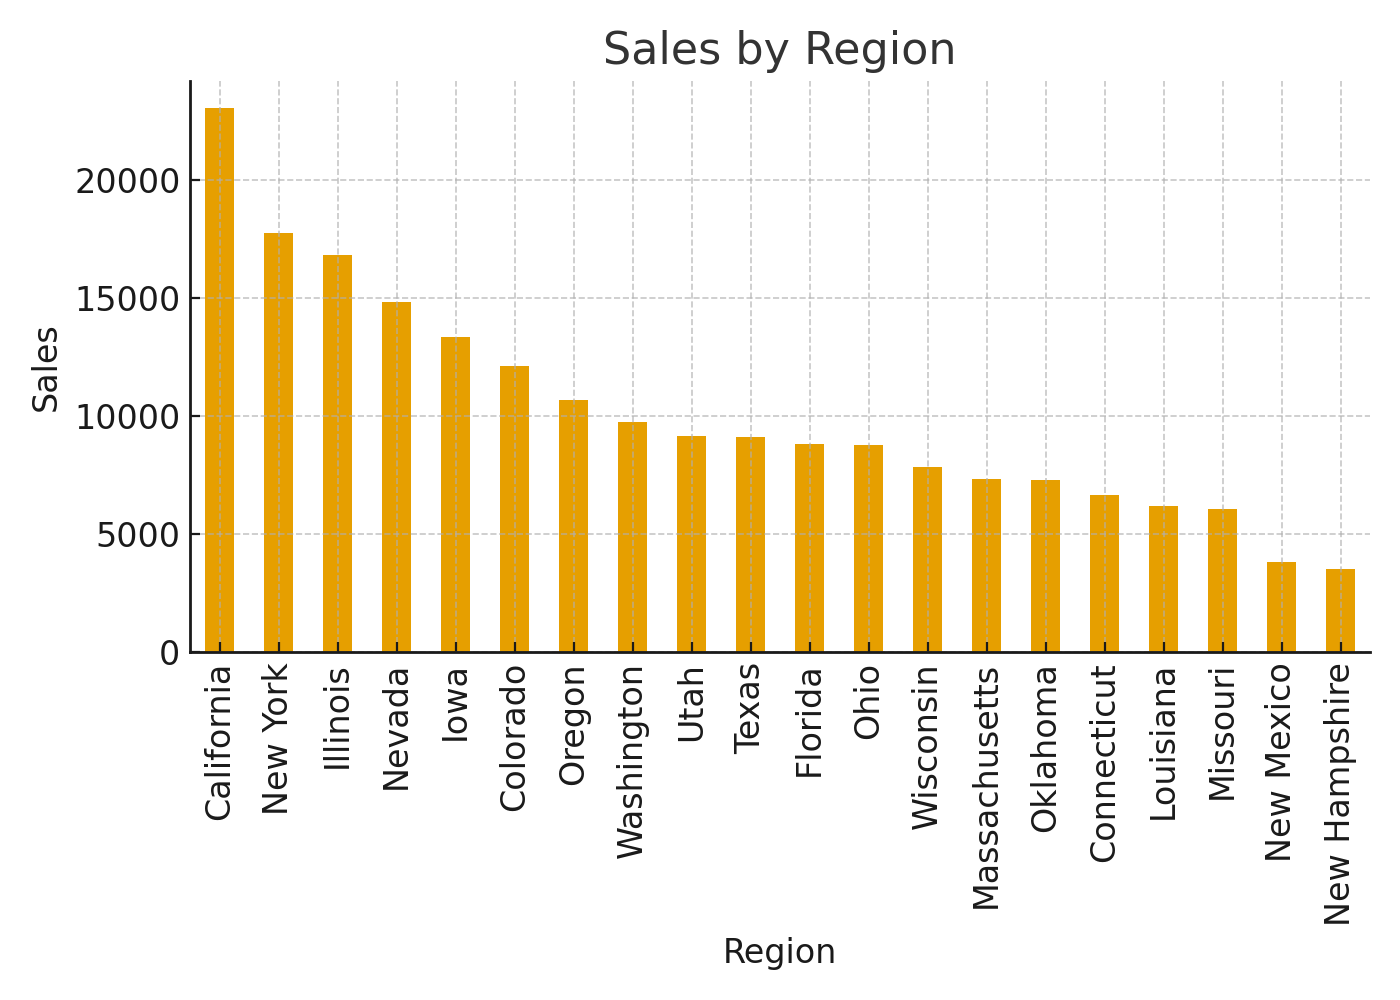 Sales by Region
Sales
20000
15000
10000
5000
0
California
New York
Illinois
Nevada
Iowa
Colorado
Oregon
Washington
Utah
Texas
Florida
Ohio
Wisconsin
Massachusetts
Oklahoma
Connecticut
Louisiana
Missouri
New Mexico
New Hampshire
Region